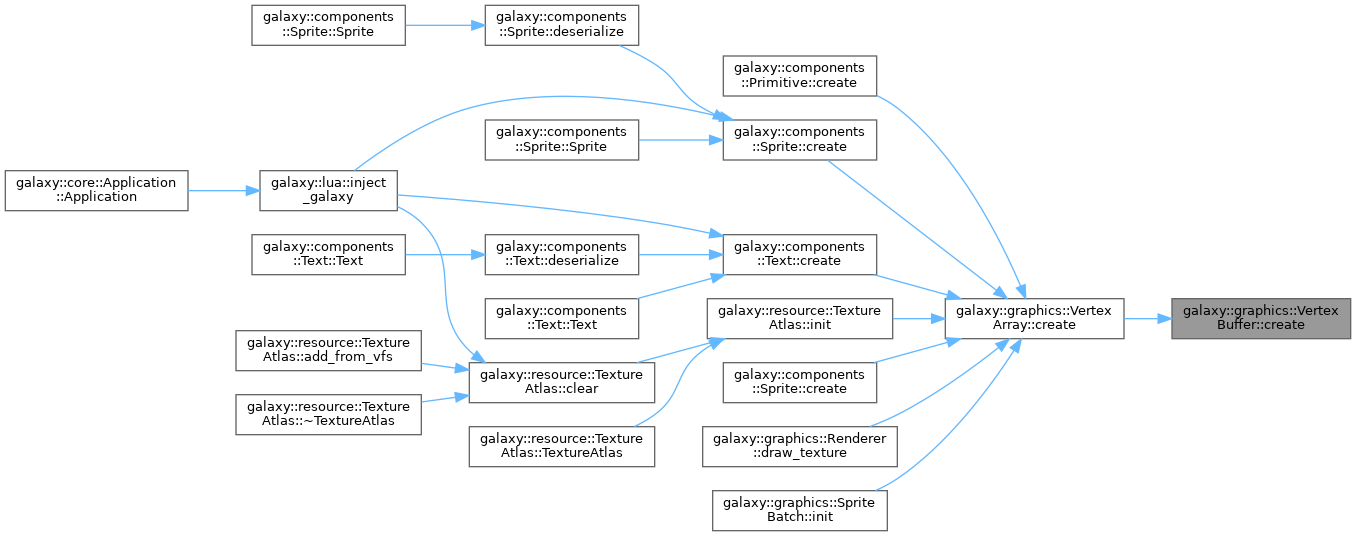 galaxy::components
::Sprite::Sprite
galaxy::components
::Sprite::deserialize
galaxy::components
::Primitive::create
galaxy::components
::Sprite::Sprite
galaxy::components
::Sprite::create
galaxy::core::Application
::Application
galaxy::lua::inject
_galaxy
galaxy::components
::Text::Text
galaxy::components
::Text::deserialize
galaxy::components
::Text::create
galaxy::components
::Text::Text
galaxy::resource::Texture
Atlas::init
galaxy::graphics::Vertex
Array::create
galaxy::graphics::Vertex
Buffer::create
galaxy::resource::Texture
Atlas::add_from_vfs
galaxy::resource::Texture
Atlas::clear
galaxy::components
::Sprite::create
galaxy::resource::Texture
Atlas::~TextureAtlas
galaxy::resource::Texture
Atlas::TextureAtlas
galaxy::graphics::Renderer
::draw_texture
galaxy::graphics::Sprite
Batch::init